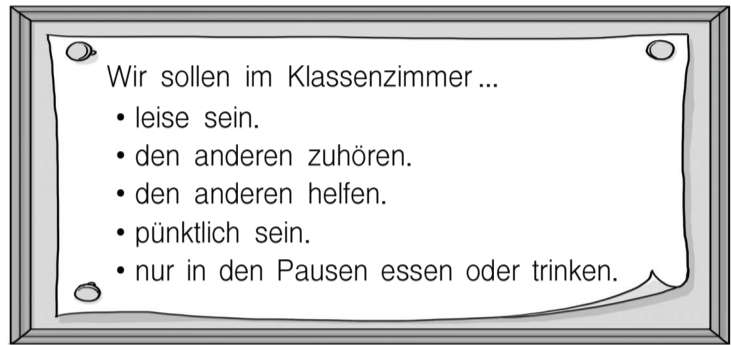 Wir sollen im Klassenzimmer...
• leise sein.
• den anderen zuhören.
• den anderen helfen.
• pünktlich sein.
• nur in den Pausen essen oder trinken.